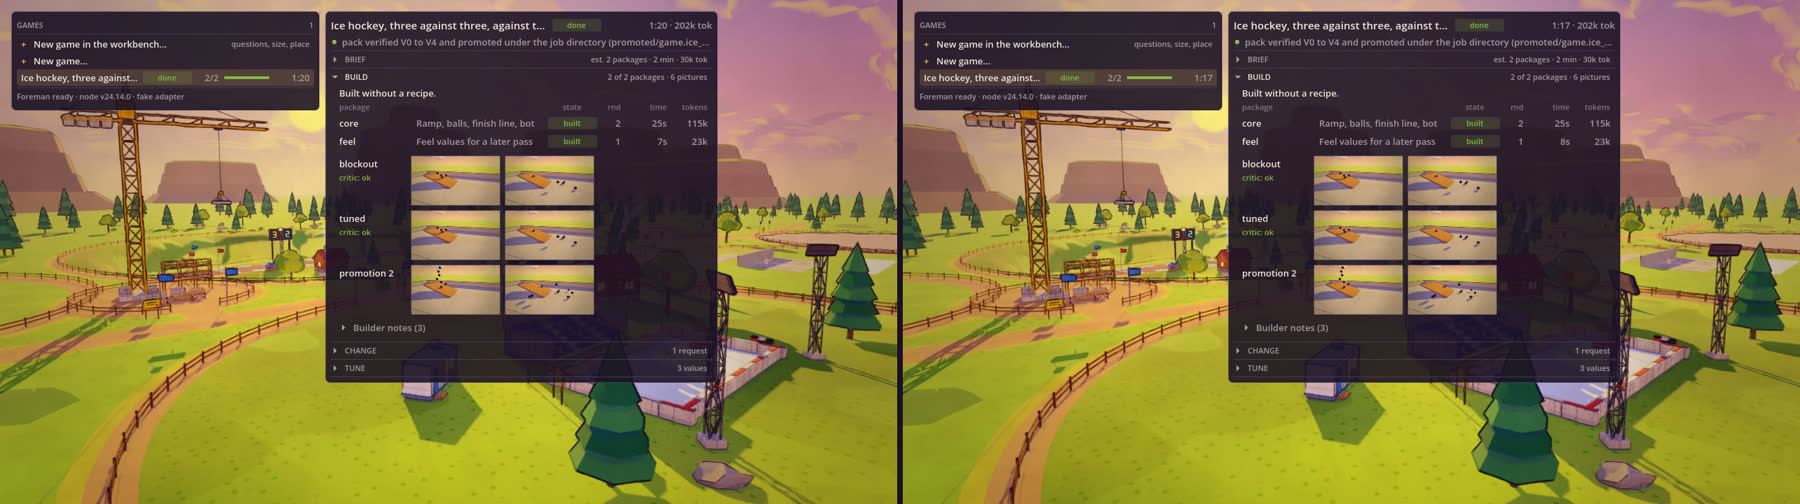 GAMES 1
+ New game in the workbench... questions, size, place
+ New game...
Ice hockey, three against... done 2/2 1:20
Foreman ready · node v24.14.0 · fake adapter
Ice hockey, three against three, against t... done 1:20 · 202k tok
pack verified V0 to V4 and promoted under the job directory (promoted/game.ice_...
BRIEF est. 2 packages · 2 min · 30k tok
BUILD 2 of 2 packages · 6 pictures
Built without a recipe.
package state rnd time tokens
core Ramp, balls, finish line, bot built 2 25s 115k
feel Feel values for a later pass built 1 7s 23k
blockout
critic: ok
tuned
critic: ok
promotion 2
Builder notes (3)
CHANGE 1 request
TUNE 3 values
3 2
GAMES 1
+ New game in the workbench... questions, size, place
+ New game...
Ice hockey, three against... done 2/2 1:17
Foreman ready · node v24.14.0 · fake adapter
Ice hockey, three against three, against t... done 1:17 · 202k tok
pack verified V0 to V4 and promoted under the job directory (promoted/game.ice_...
BRIEF est. 2 packages · 2 min · 30k tok
BUILD 2 of 2 packages · 6 pictures
Built without a recipe.
package state rnd time tokens
core Ramp, balls, finish line, bot built 2 25s 115k
feel Feel values for a later pass built 1 8s 23k
blockout
critic: ok
tuned
critic: ok
promotion 2
Builder notes (3)
CHANGE 1 request
TUNE 3 values
3 2